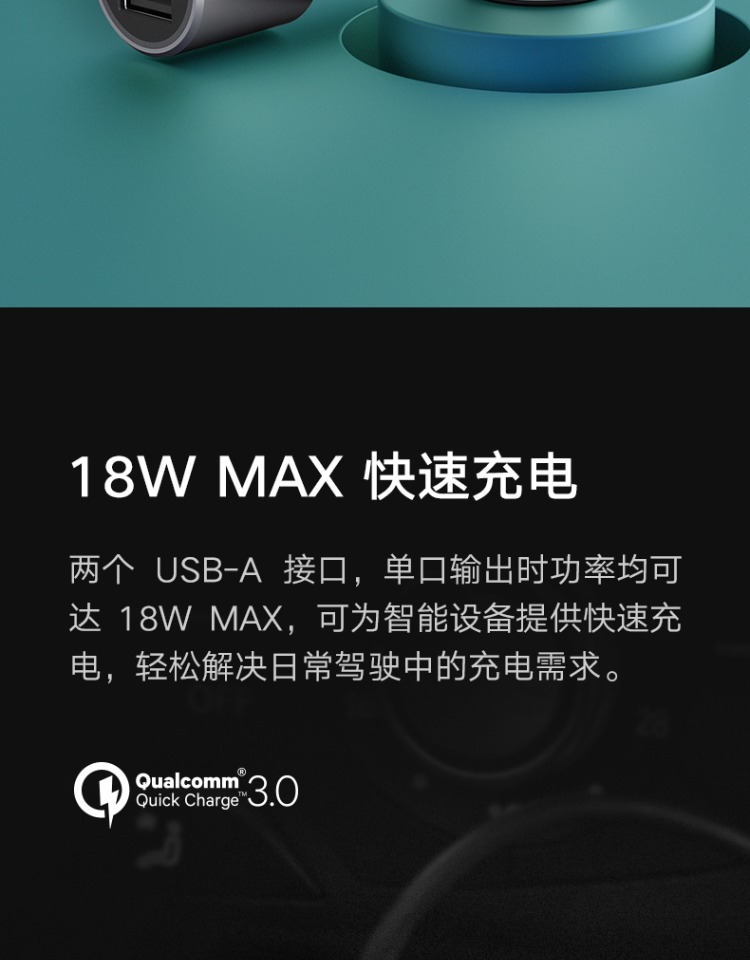 18W MAX 快速充电
两个 USB-A 接口，单口输出时功率均可
达 18W MAX，可为智能设备提供快速充
电，轻松解决日常驾驶中的充电需求。
Qualcomm®
Quick Charge™ 3.0